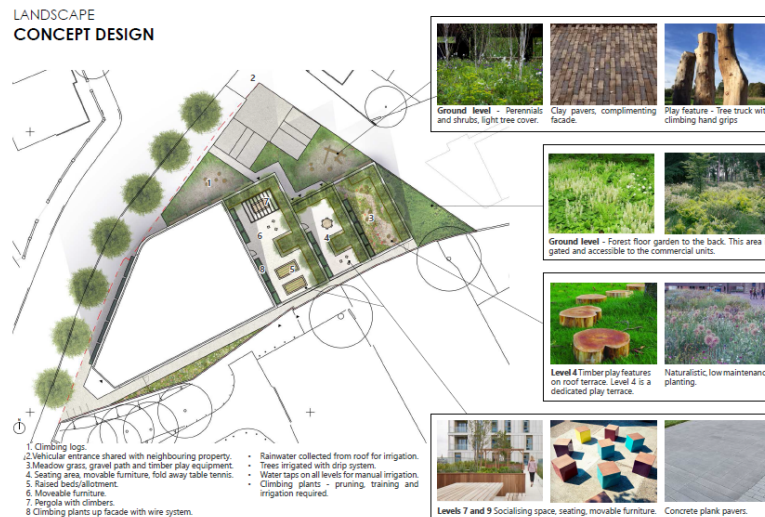 LANDSCAPE
CONCEPT DESIGN
2
1
7
6
3
4
8
5
Ground level - Perennials
and shrubs, light tree cover.
Clay pavers, complimenting
facade.
Play feature - Tree truck wit
climbing hand grips
Ground level - Forest floor garden to the back. This area
gated and accessible to the commercial units.
Level 4 Timber play features
on roof terrace. Level 4 is a
dedicated play terrace.
Naturalistic, low maintenanc
planting.
Levels 7 and 9 Socialising space, seating, movable furniture.
Concrete plank pavers.
1. Climbing logs.
2.Vehicular entrance shared with neighbouring property.
3.Meadow grass, gravel path and timber play equipment.
4. Seating area, movable furniture, fold away table tennis.
5. Raised beds/allotment.
6. Moveable furniture.
7. Pergola with climbers.
8 Climbing plants up facade with wire system.
• Rainwater collected from roof for irrigation.
• Trees irrigated with drip system.
• Water taps on all levels for manual irrigation.
• Climbing plants - pruning, training and
irrigation required.